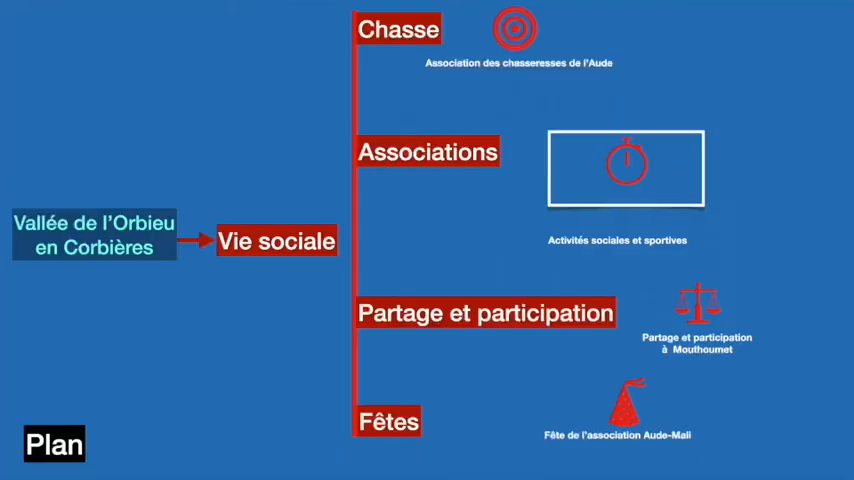 Chasse
Association des chasseresses de l'Aude
Associations
Activités sociales et sportives
Vallée de l'Orbieu
en Corbières
Vie sociale
Partage et participation
Partage et participation
à Mouthoumet
Fêtes
Fête de l'association Aude-Mali
Plan